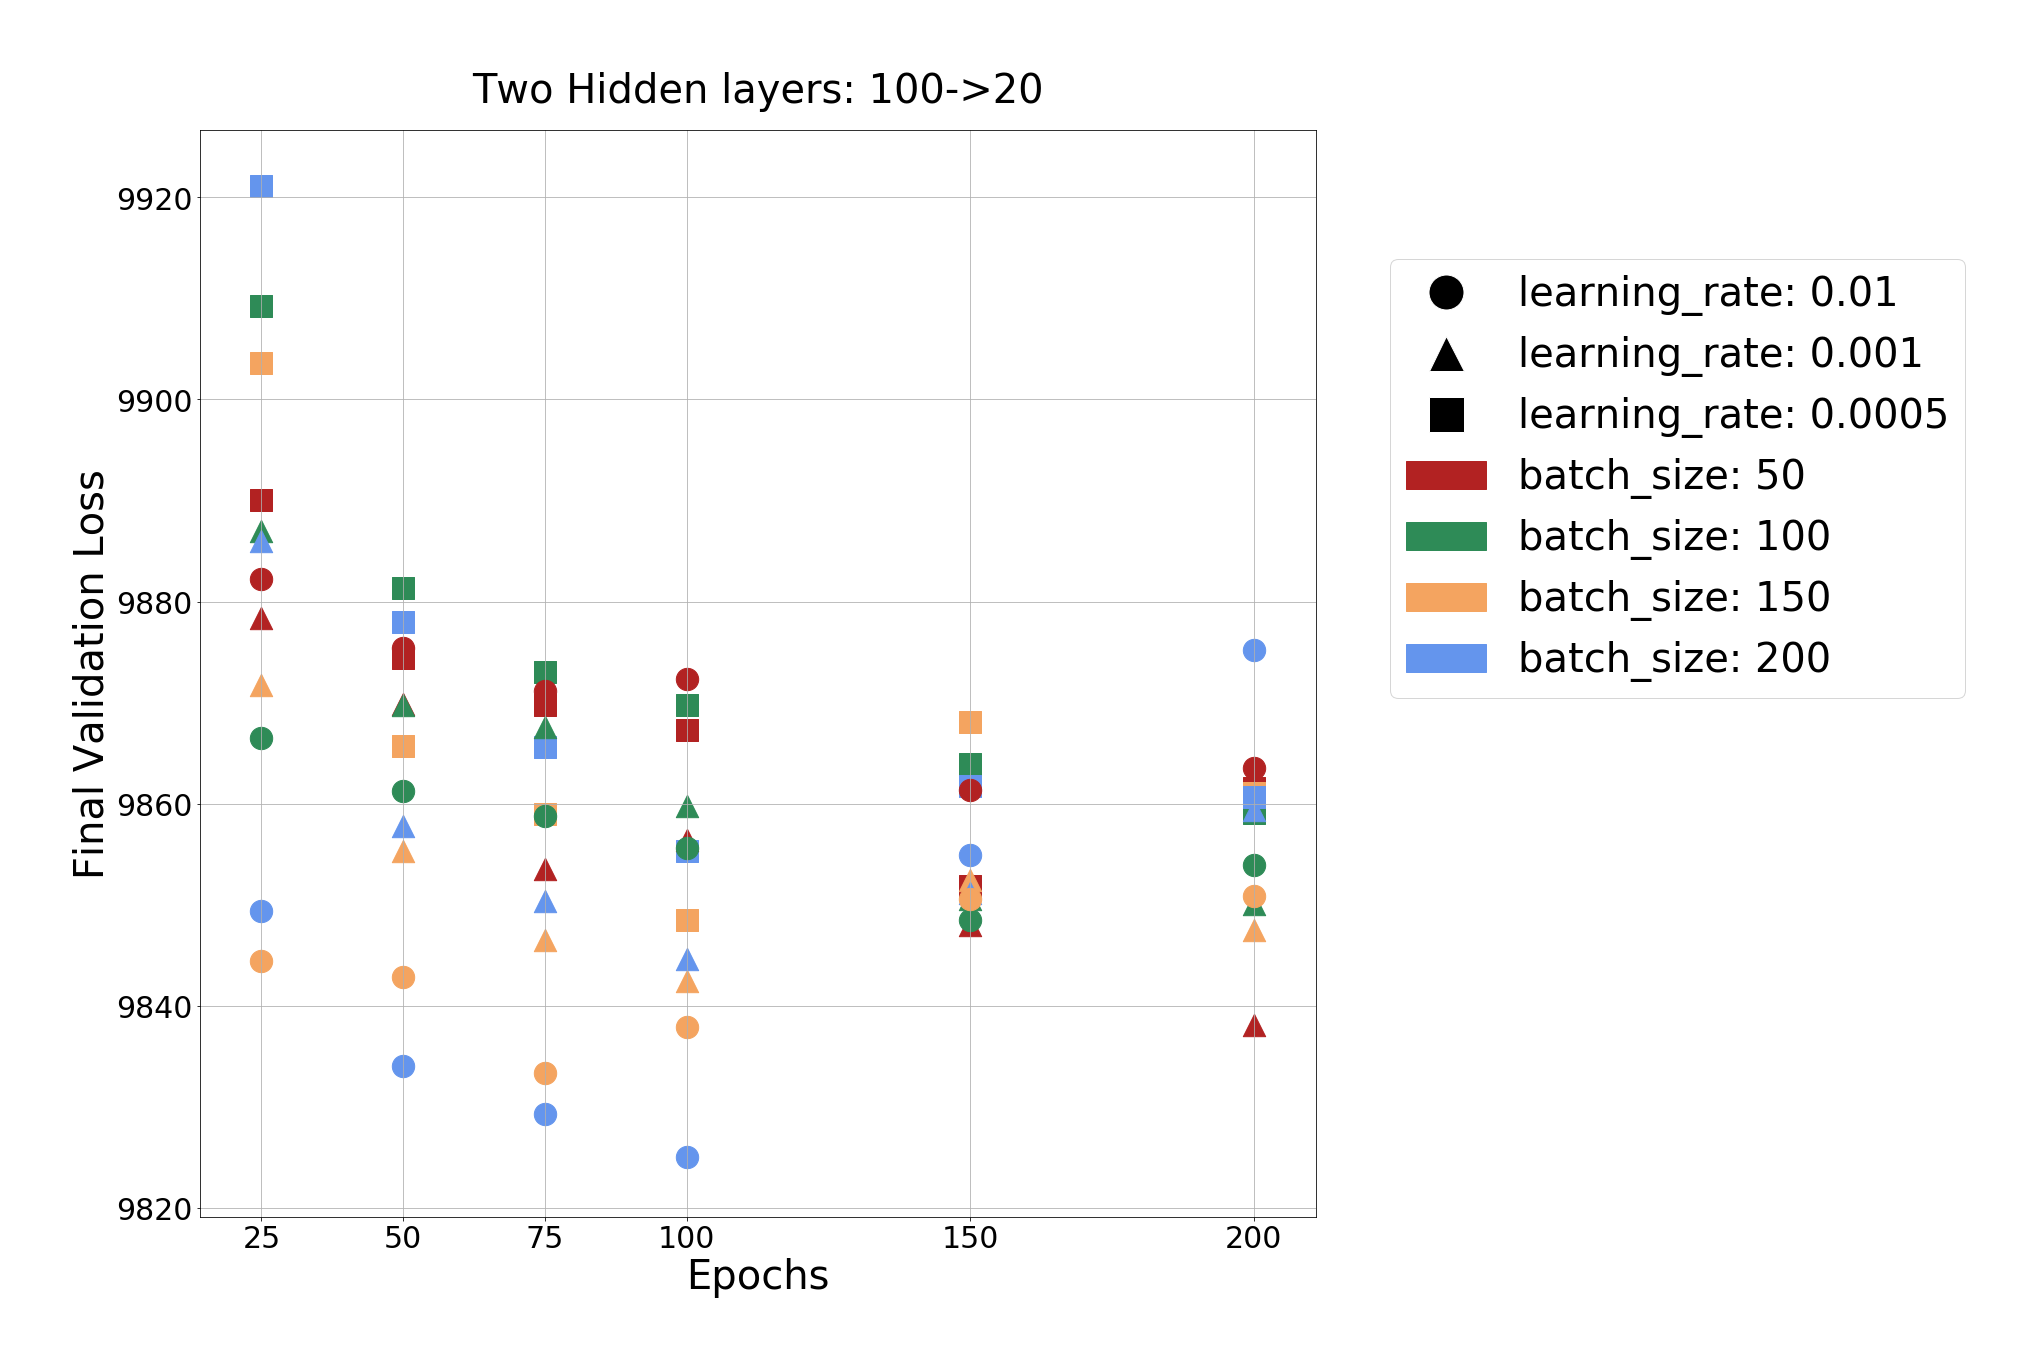 Two Hidden layers: 100->20
Final Validation Loss
9920
9900
9880
9860
9840
9820
25 50 75 100 150 200
Epochs
learning_rate: 0.01
learning_rate: 0.001
learning_rate: 0.0005
batch_size: 50
batch_size: 100
batch_size: 150
batch_size: 200